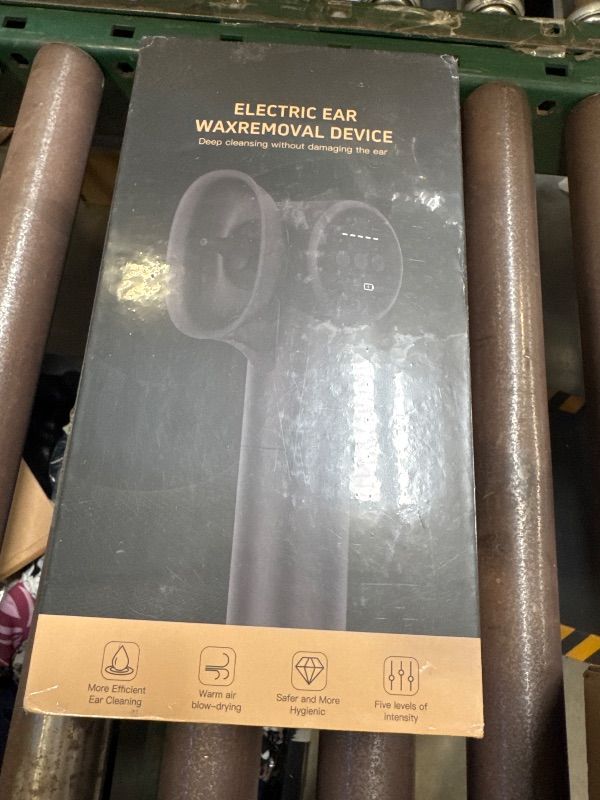 ELECTRIC EAR
WAXREMOVAL DEVICE
Deep cleansing without damaging the ear
More Efficient
Ear Cleaning
Warm air
blow-drying
Safer and More
Hygienic
Five levels of
intensity